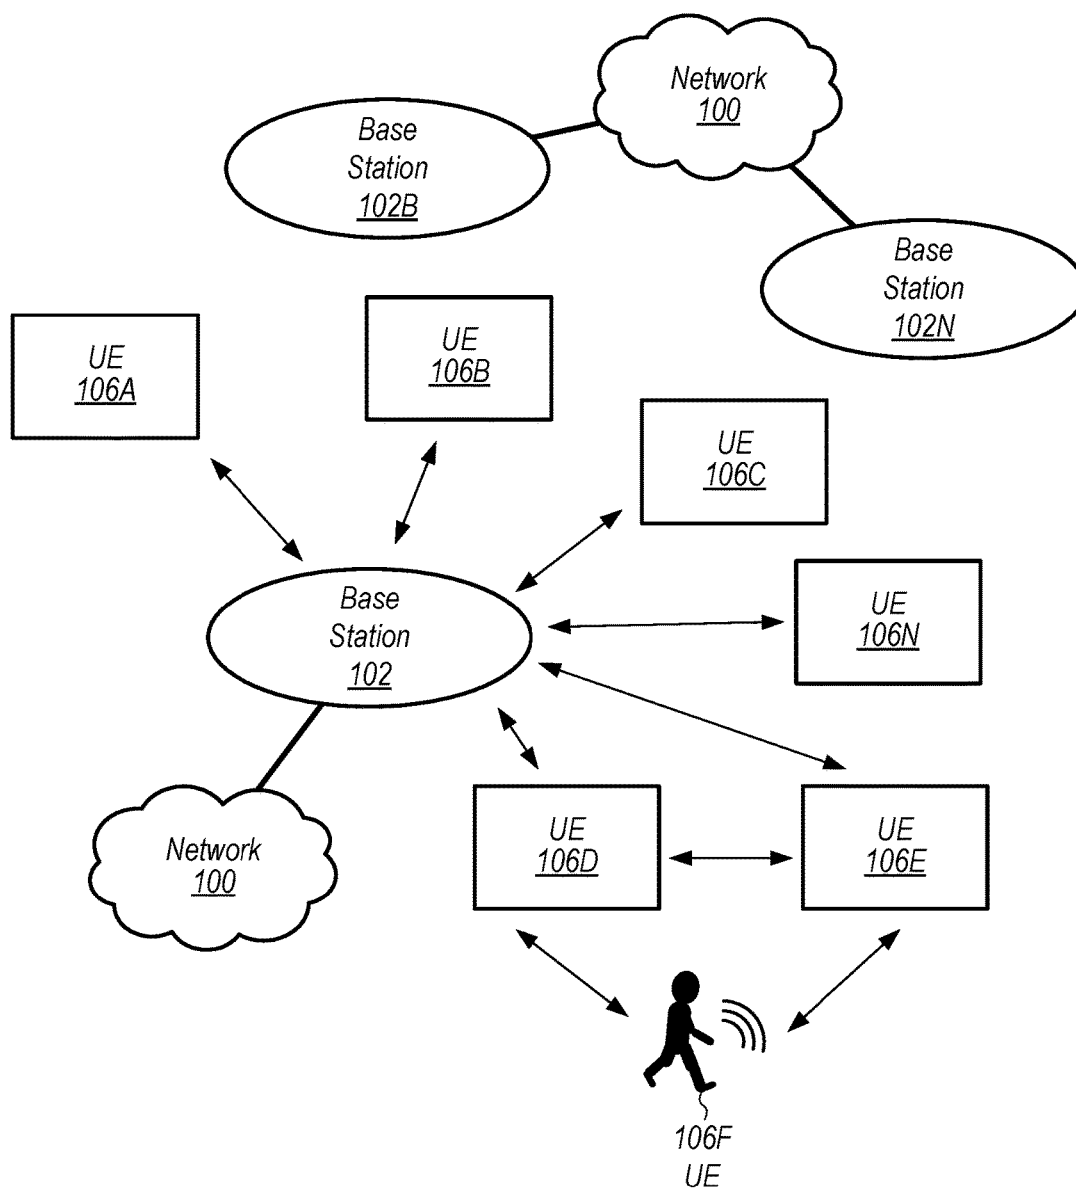 Network
100
Base
Station
102B
Base
Station
102N
UE
106A
UE
106B
UE
106C
Base
Station
102
UE
106N
UE
106D
UE
106E
Network
100
106F
UE